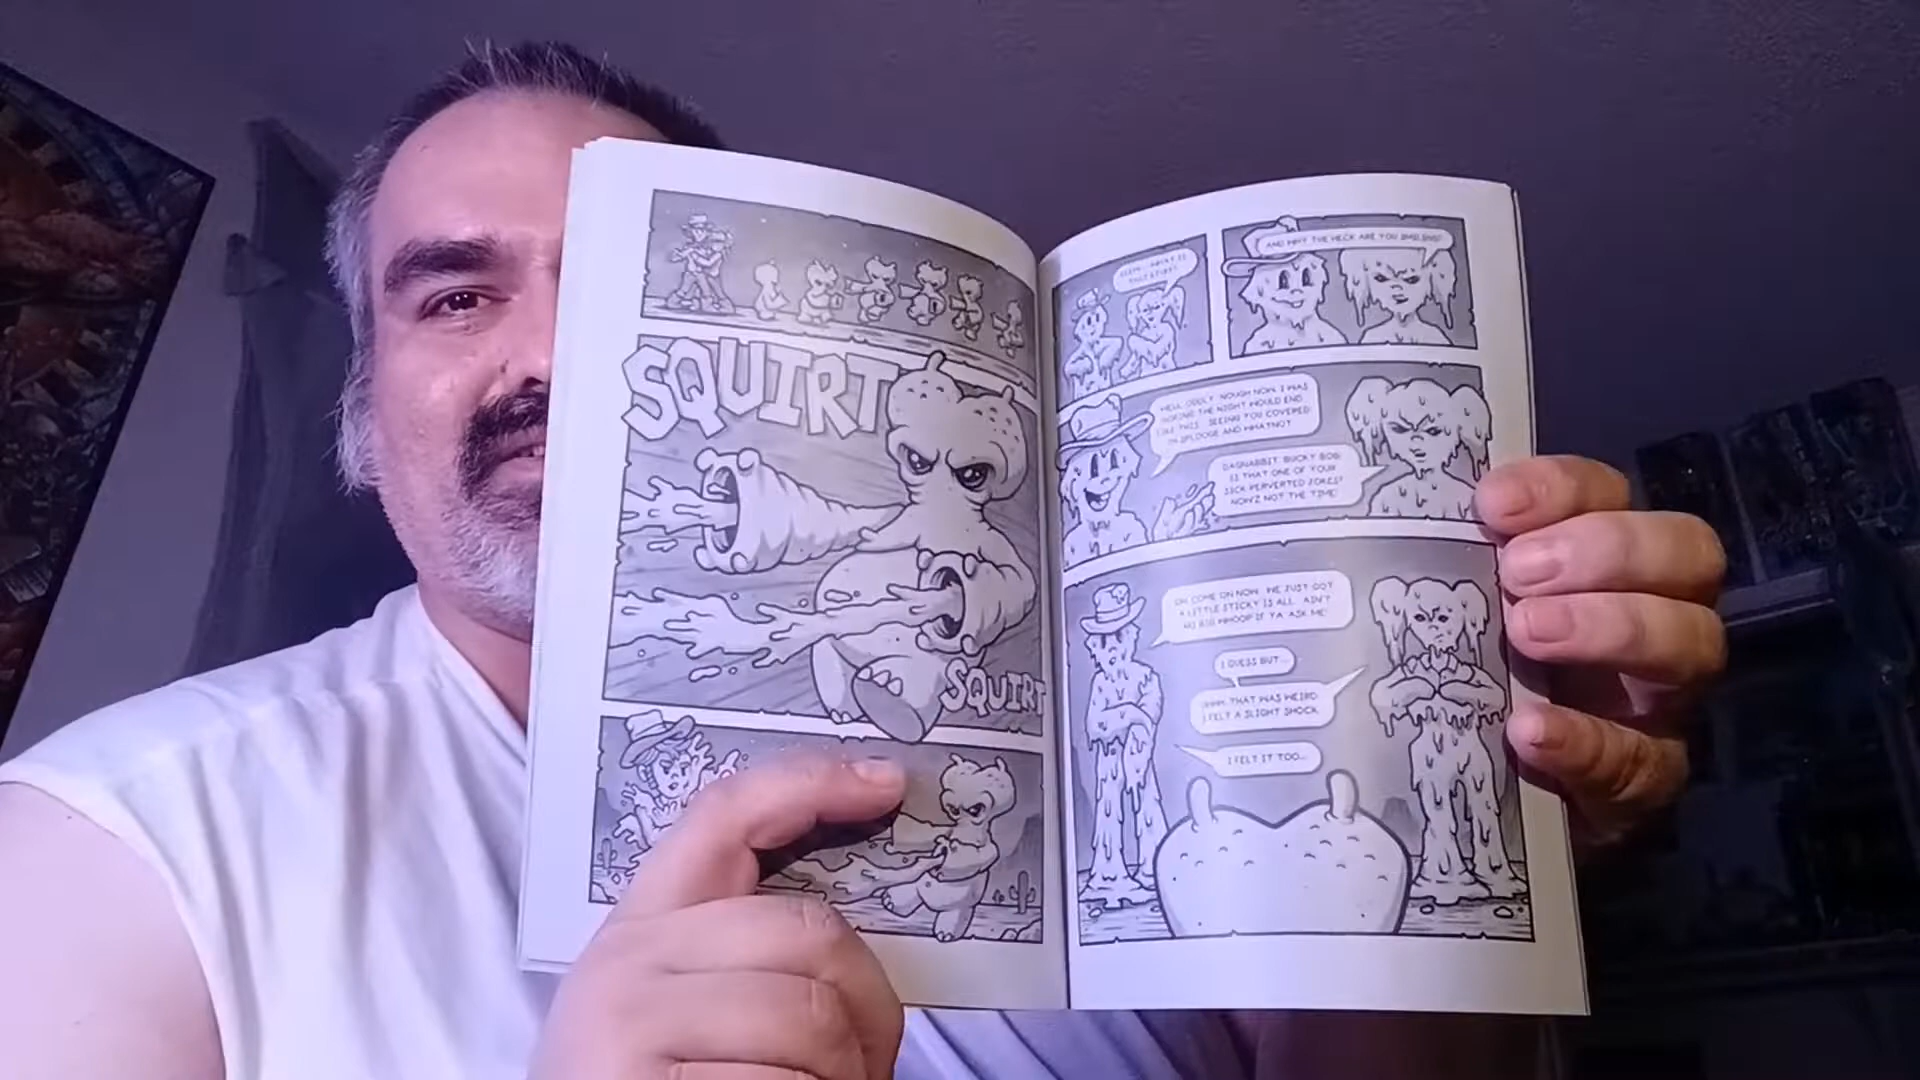 SQUIRT
SQUIRT
AND WHY THE HECK ARE YOU SMILING?
WELL ODDLY 'NOUGH NOW, I WAS
HOPING THE NIGHT WOULD END
LIKE THIS. SEEING YOU COVERED
IN SPLOOGE AND WHATNOT
DAGNABBIT BUCKY BOB,
IS THAT ONE OF YOUR
SICK PERVERTED JOKES?
NOW'Z NOT THE TIME!
OH COME ON NOW. WE JUST GOT
A LITTLE STICKY IS ALL. AIN'T
NO BIG WHOOP IF YA ASK ME!
I GUESS BUT...
THAT WAS WEIRD.
I FELT A SLIGHT SHOCK.
I FELT IT TOO...